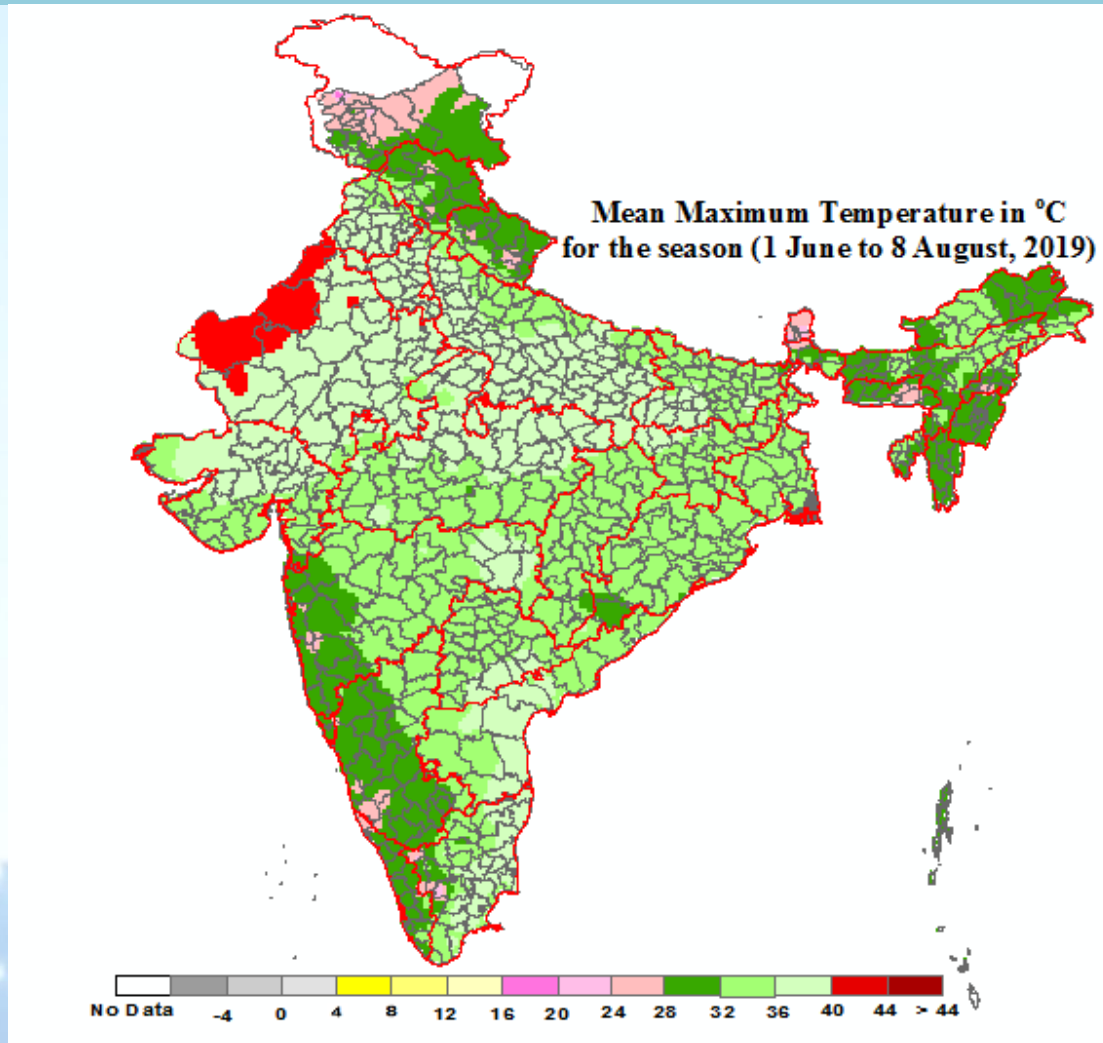 Mean Maximum Temperature in °C
for the season (1 June to 8 August, 2019)
No Data -4 0 4 8 12 16 20 24 28 32 36 40 44 > 44